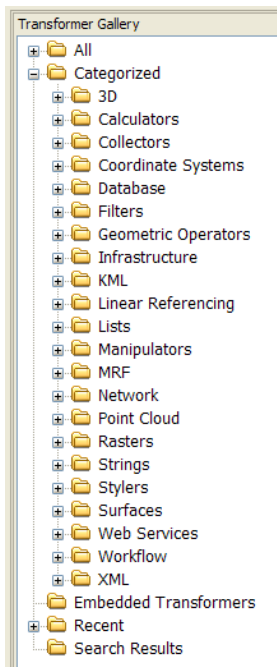 Transformer Gallery
All
Categorized
3D
Calculators
Collectors
Coordinate Systems
Database
Filters
Geometric Operators
Infrastructure
KML
Linear Referencing
Lists
Manipulators
MRF
Network
Point Cloud
Rasters
Strings
Stylers
Surfaces
Web Services
Workflow
XML
Embedded Transformers
Recent
Search Results